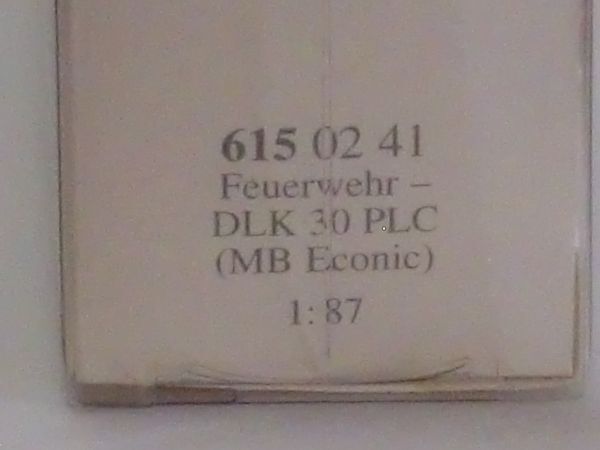 615 02 41
Feuerwehr –
DLK 30 PLC
(MB Econic)
1:87